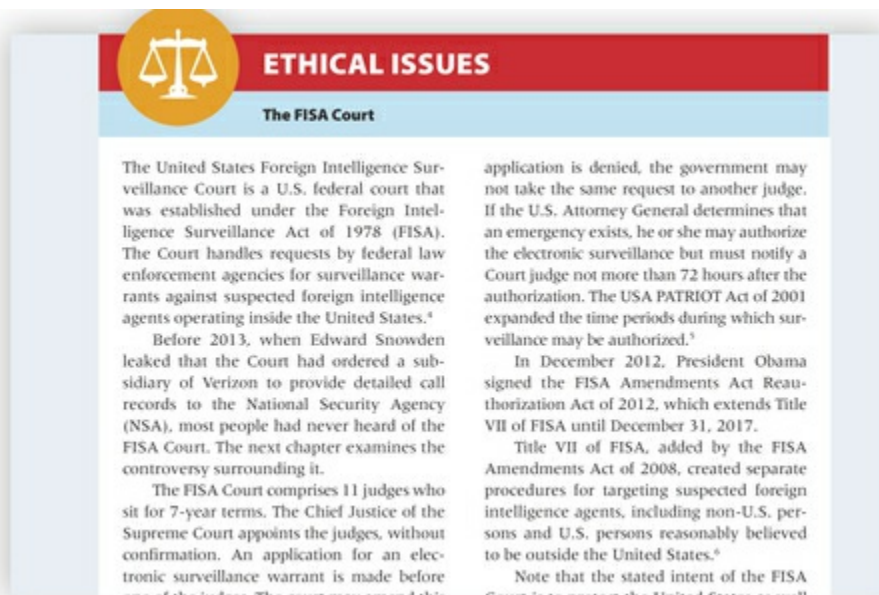 ETHICAL ISSUES
The FISA Court
The United States Foreign Intelligence Sur-
veillance Court is a U.S. federal court that
was established under the Foreign Intel-
ligence Surveillance Act of 1978 (FISA).
The Court handles requests by federal law
enforcement agencies for surveillance war-
rants against suspected foreign intelligence
agents operating inside the United States.⁴
Before 2013, when Edward Snowden
leaked that the Court had ordered a sub-
sidiary of Verizon to provide detailed call
records to the National Security Agency
(NSA), most people had never heard of the
FISA Court. The next chapter examines the
controversy surrounding it.
The FISA Court comprises 11 judges who
sit for 7-year terms. The Chief Justice of the
Supreme Court appoints the judges, without
confirmation. An application for an elec-
tronic surveillance warrant is made before
application is denied, the government may
not take the same request to another judge.
If the U.S. Attorney General determines that
an emergency exists, he or she may authorize
the electronic surveillance but must notify a
Court judge not more than 72 hours after the
authorization. The USA PATRIOT Act of 2001
expanded the time periods during which sur-
veillance may be authorized.⁵
In December 2012, President Obama
signed the FISA Amendments Act Reau-
thorization Act of 2012, which extends Title
VII of FISA until December 31, 2017.
Title VII of FISA, added by the FISA
Amendments Act of 2008, created separate
procedures for targeting suspected foreign
intelligence agents, including non-U.S. per-
sons and U.S. persons reasonably believed
to be outside the United States.⁶
Note that the stated intent of the FISA